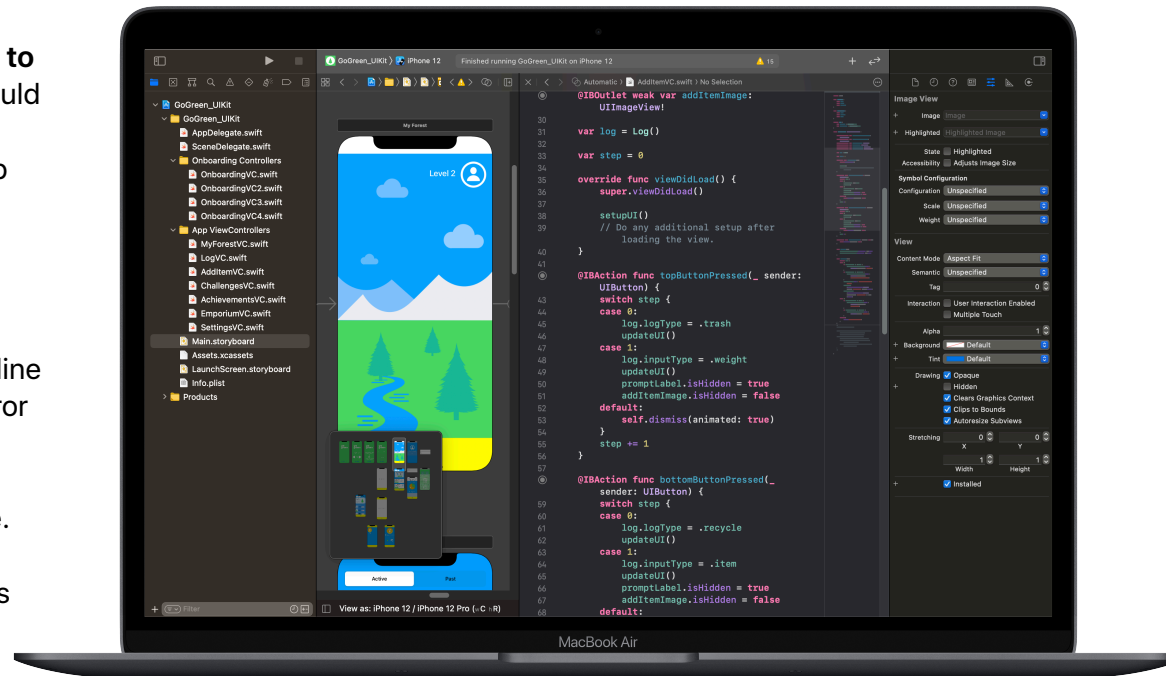 to
uld
o
line
ror
e.
s
GoGreen_UIKit
iPhone 12
Finished running GoGreen_UIKit on iPhone 12
15
Automatic
AddItemVC.swift
No Selection
GoGreen_UIKit
GoGreen_UIKit
AppDelegate.swift
SceneDelegate.swift
Onboarding Controllers
OnboardingVC.swift
OnboardingVC2.swift
OnboardingVC3.swift
OnboardingVC4.swift
App ViewControllers
MyForestVC.swift
LogVC.swift
AddItemVC.swift
ChallengesVC.swift
AchievementsVC.swift
EmporiumVC.swift
SettingsVC.swift
Main.storyboard
Assets.xcassets
LaunchScreen.storyboard
Info.plist
Products
Filter
My Forest
Level 2
Active
Past
View as: iPhone 12 / iPhone 12 Pro
@IBOutlet weak var addItemImage:
UIImageView!
30
31 var log = Log()
32
33 var step = 0
34
35 override func viewDidLoad() {
36 super.viewDidLoad()
37
38 setupUI()
39 // Do any additional setup after
loading the view.
40 }
41
@IBAction func topButtonPressed(_ sender:
UIButton) {
43 switch step {
44 case 0:
45 log.logType = .trash
46 updateUI()
47 case 1:
48 log.inputType = .weight
49 updateUI()
50 promptLabel.isHidden = true
51 addItemImage.isHidden = false
52 default:
53 self.dismiss(animated: true)
54 }
55 step += 1
56 }
57
@IBAction func bottomButtonPressed(_
sender: UIButton) {
59 switch step {
60 case 0:
61 log.logType = .recycle
62 updateUI()
63 case 1:
64 log.inputType = .item
65 updateUI()
66 promptLabel.isHidden = true
67 addItemImage.isHidden = false
68 default:
Image View
Image Image
Highlighted Highlighted Image
State Highlighted
Accessibility Adjusts Image Size
Symbol Configuration
Configuration Unspecified
Scale Unspecified
Weight Unspecified
View
Content Mode Aspect Fit
Semantic Unspecified
Tag 0
Interaction User Interaction Enabled
Multiple Touch
Alpha 1
Background Default
Tint Default
Drawing Opaque
Hidden
Clears Graphics Context
Clips to Bounds
Autoresize Subviews
Stretching 0 0
X Y
1 1
Width Height
Installed
MacBook Air